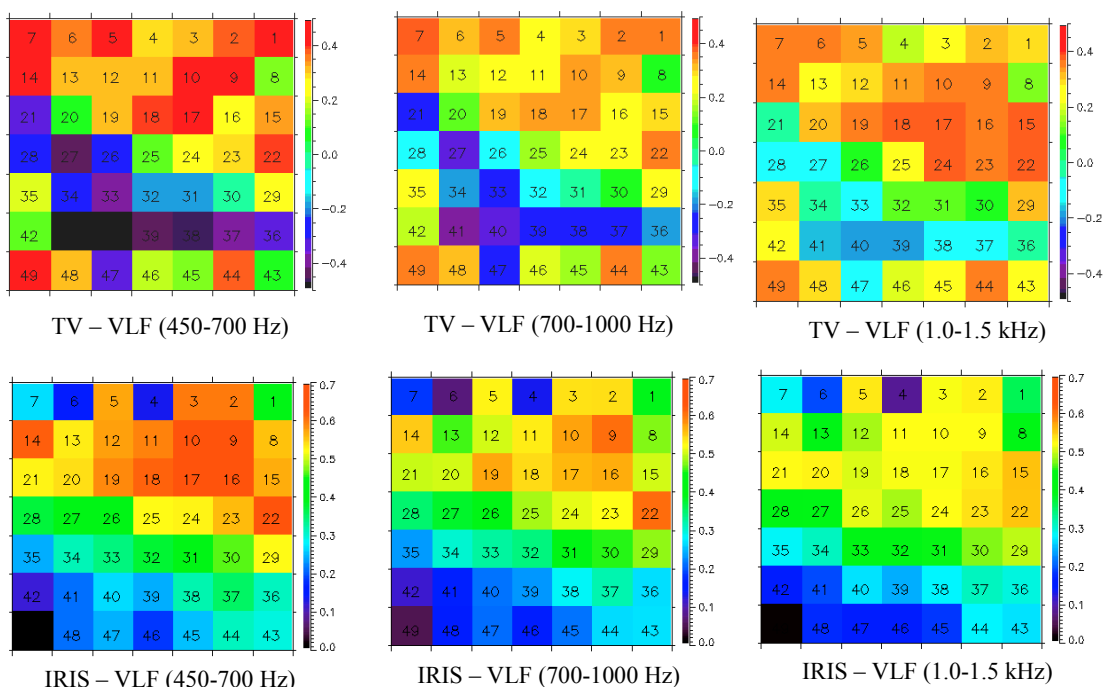 7 6 5 4 3 2 1
14 13 12 11 10 9 8
21 20 19 18 17 16 15
28 27 26 25 24 23 22
35 34 33 32 31 30 29
42 39 38 37 36
49 48 47 46 45 44 43
0.4
0.2
0.0
−0.2
−0.4
TV – VLF (450-700 Hz)
7 6 5 4 3 2 1
14 13 12 11 10 9 8
21 20 19 18 17 16 15
28 27 26 25 24 23 22
35 34 33 32 31 30 29
42 41 40 39 38 37 36
49 48 47 46 45 44 43
0.4
0.2
0.0
−0.2
−0.4
TV – VLF (700-1000 Hz)
7 6 5 4 3 2 1
14 13 12 11 10 9 8
21 20 19 18 17 16 15
28 27 26 25 24 23 22
35 34 33 32 31 30 29
42 41 40 39 38 37 36
49 48 47 46 45 44 43
0.4
0.2
0.0
−0.2
−0.4
TV – VLF (1.0-1.5 kHz)
7 6 5 4 3 2 1
14 13 12 11 10 9 8
21 20 19 18 17 16 15
28 27 26 25 24 23 22
35 34 33 32 31 30 29
42 41 40 39 38 37 36
48 47 46 45 44 43
0.7
0.6
0.5
0.4
0.3
0.2
0.1
0.0
IRIS – VLF (450-700 Hz)
7 6 5 4 3 2 1
14 13 12 11 10 9 8
21 20 19 18 17 16 15
28 27 26 25 24 23 22
35 34 33 32 31 30 29
42 41 40 39 38 37 36
49 48 47 46 45 44 43
0.7
0.6
0.5
0.4
0.3
0.2
0.1
0.0
IRIS – VLF (700-1000 Hz)
7 6 5 4 3 2 1
14 13 12 11 10 9 8
21 20 19 18 17 16 15
28 27 26 25 24 23 22
35 34 33 32 31 30 29
42 41 40 39 38 37 36
48 47 46 45 44 43
0.7
0.6
0.5
0.4
0.3
0.2
0.1
0.0
IRIS – VLF (1.0-1.5 kHz)